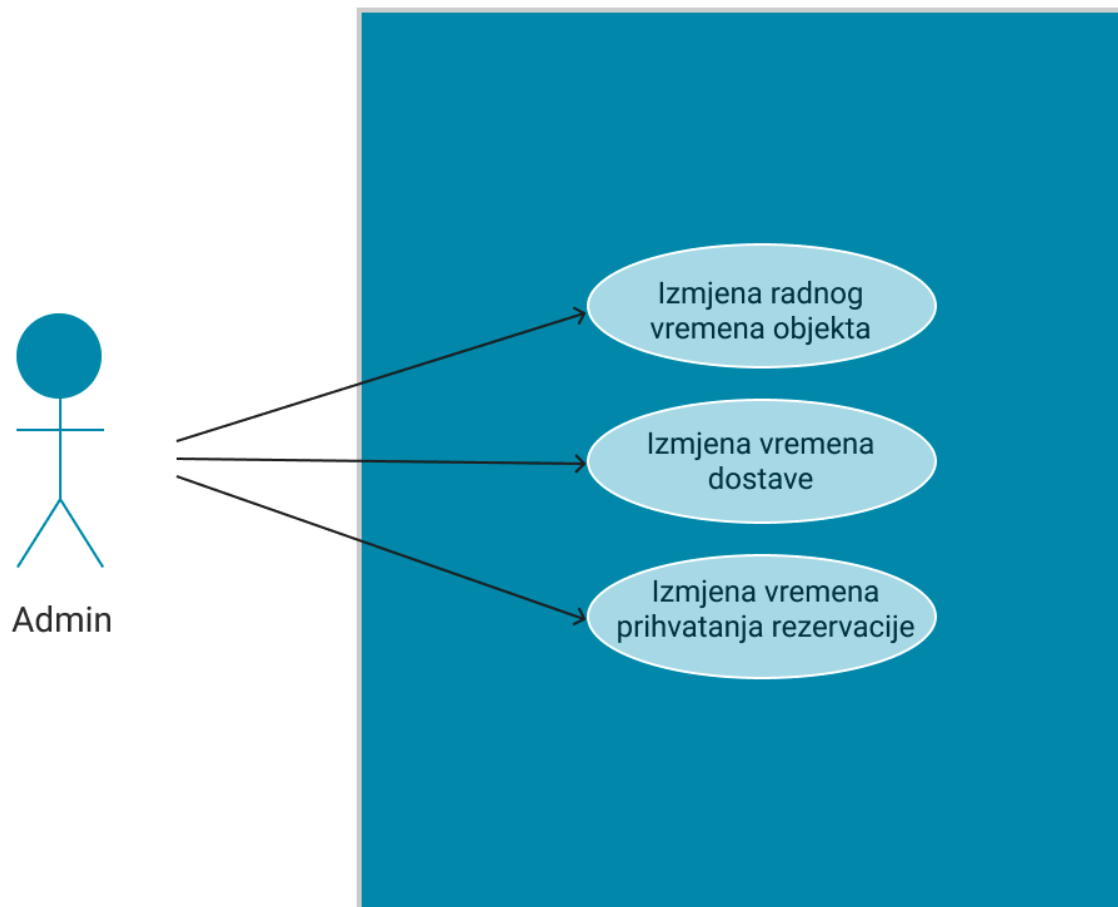 Izmjena radnog
vremena objekta
Izmjena vremena
dostave
Izmjena vremena
prihvatanja rezervacije
Admin